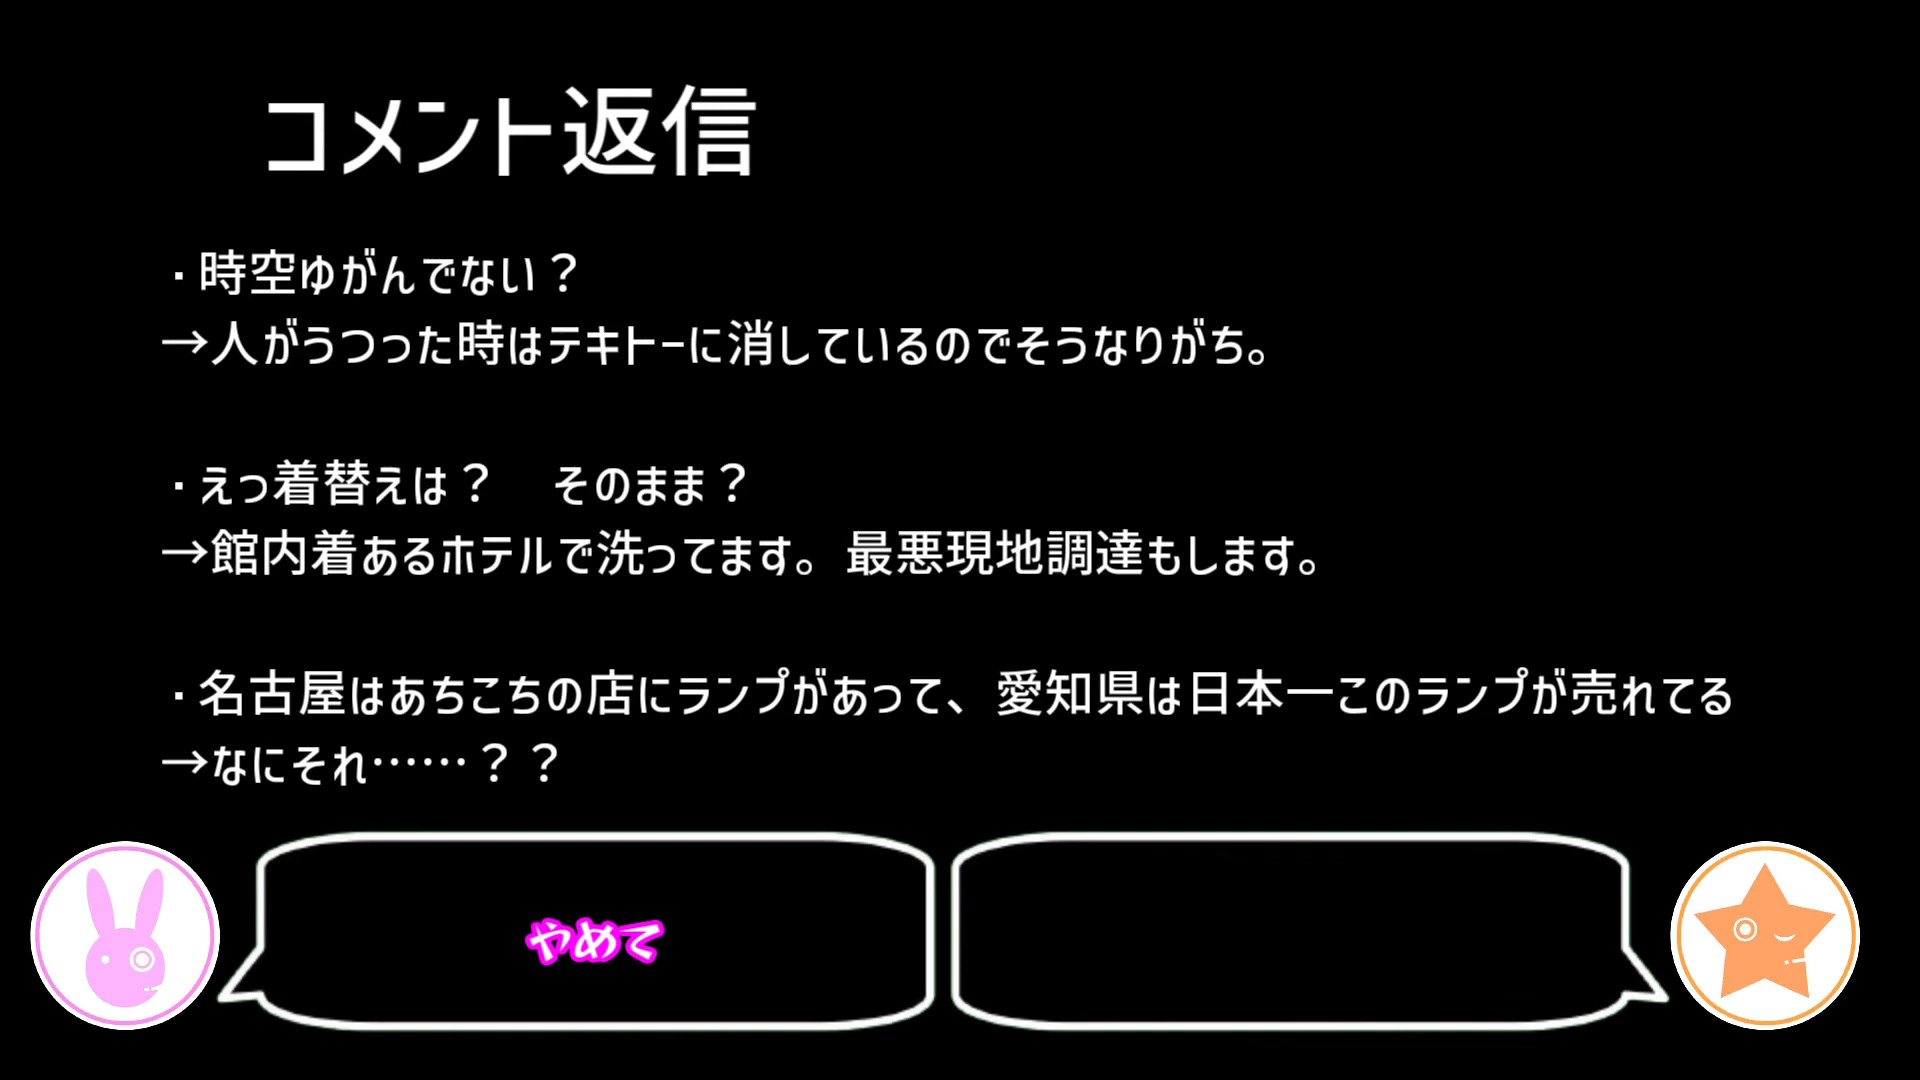 コメント返信
・時空ゆがんでない？
→人がうつった時はテキトーに消しているのでそうなりがち。
・えっ着替えは？　そのまま？
→館内着あるホテルで洗ってます。最悪現地調達もします。
・名古屋はあちこちの店にランプがあって、愛知県は日本一このランプが売れてる
→なにそれ……？？
やめて